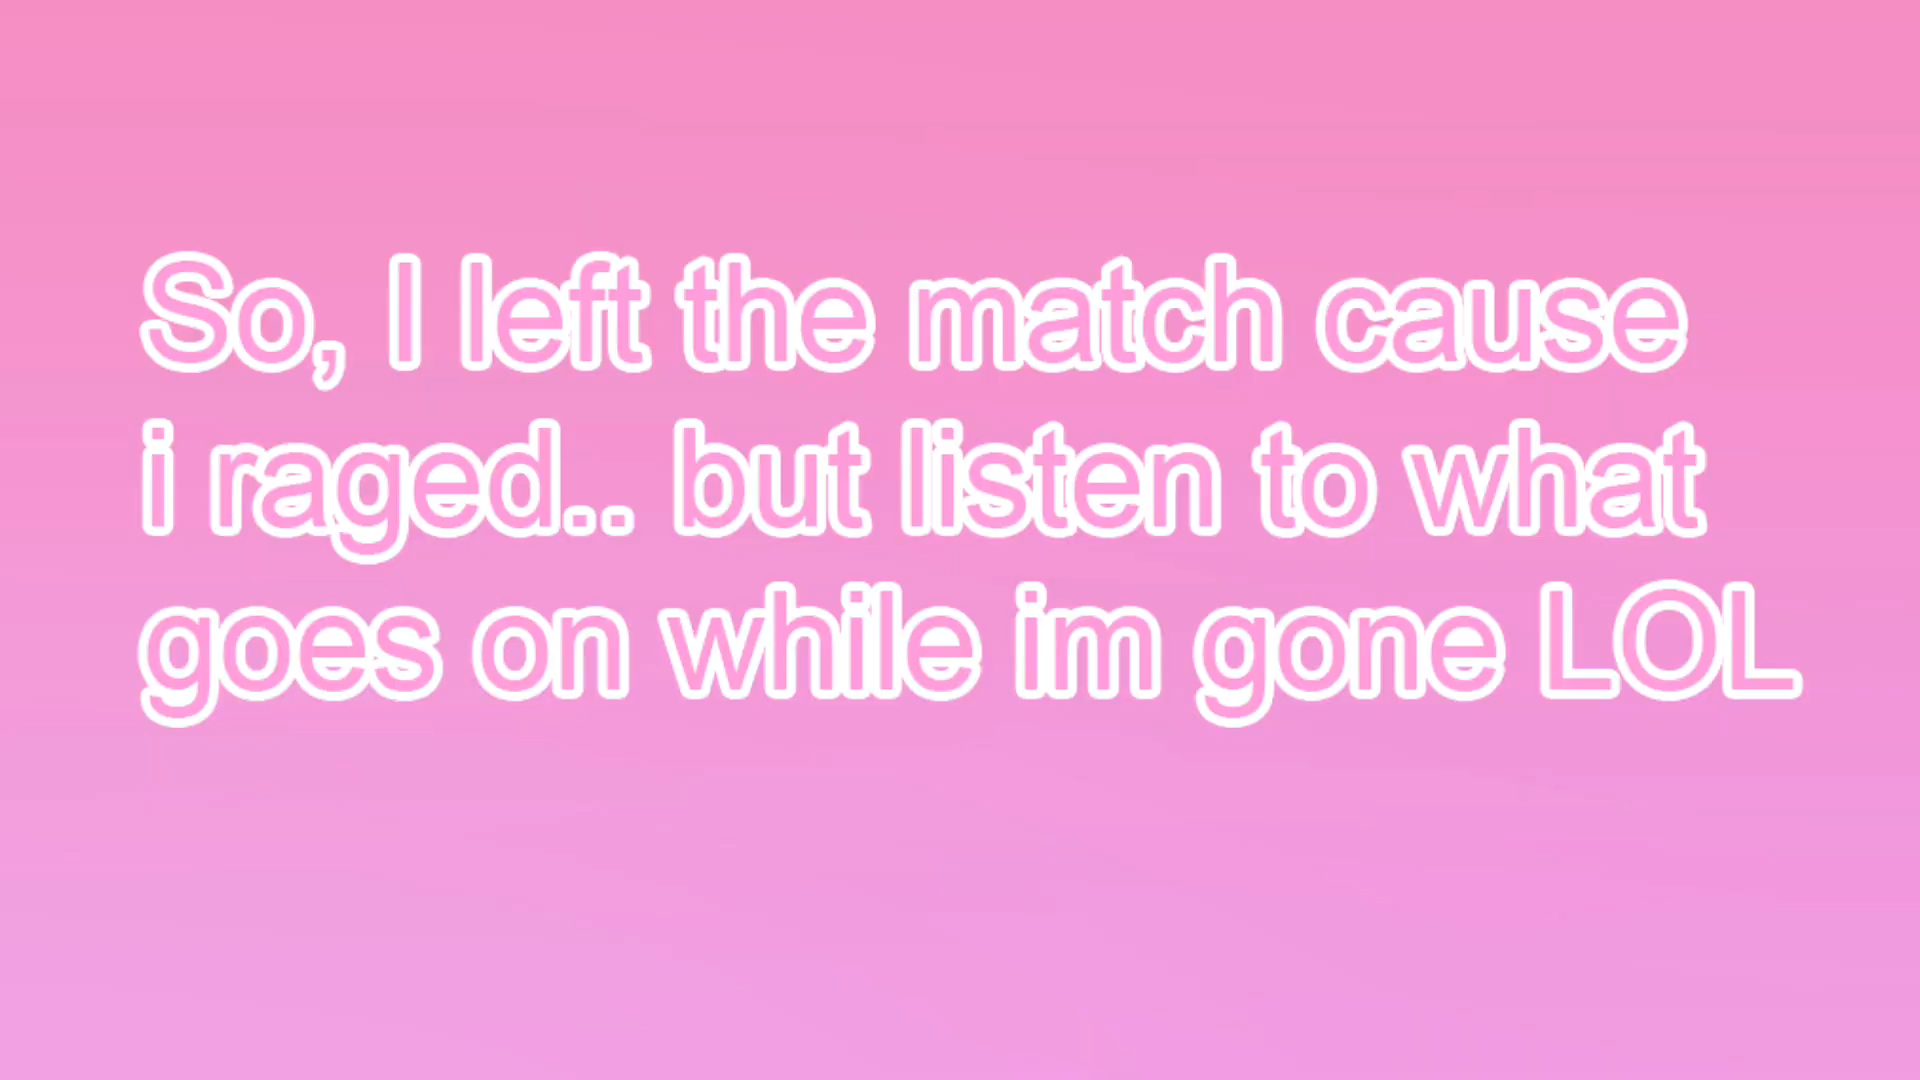 So, I left the match cause
i raged.. but listen to what
goes on while im gone LOL